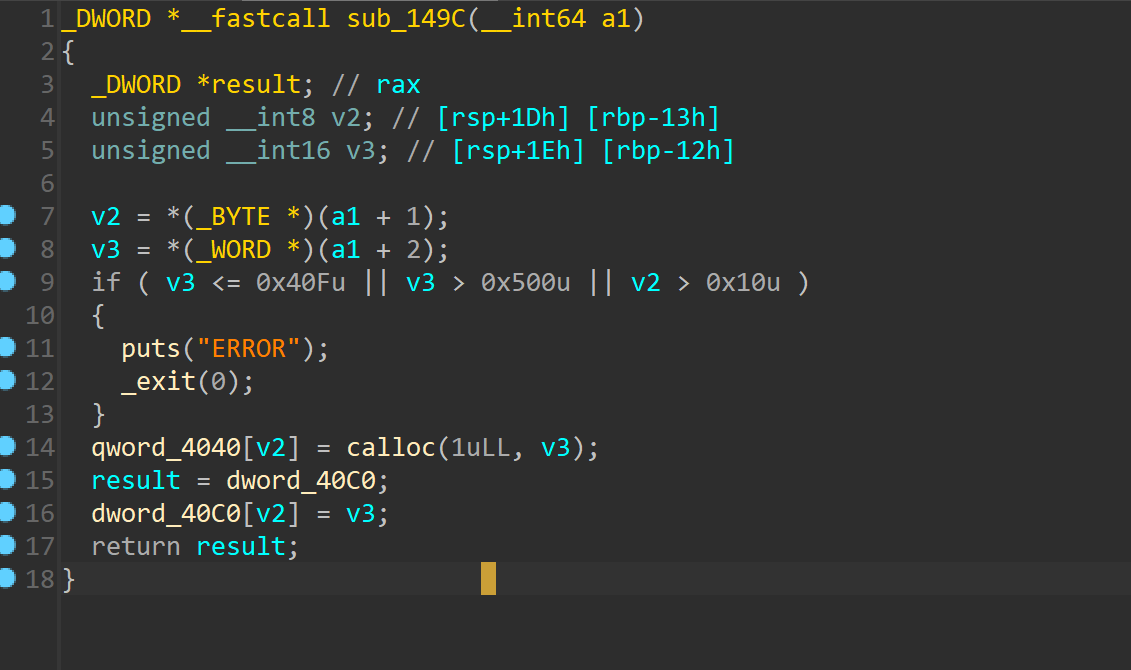 1 _DWORD *__fastcall sub_149C(__int64 a1)
2 {
3   _DWORD *result; // rax
4   unsigned __int8 v2; // [rsp+1Dh] [rbp-13h]
5   unsigned __int16 v3; // [rsp+1Eh] [rbp-12h]
6
7   v2 = *(_BYTE *)(a1 + 1);
8   v3 = *(_WORD *)(a1 + 2);
9   if ( v3 <= 0x40Fu || v3 > 0x500u || v2 > 0x10u )
10   {
11     puts("ERROR");
12     _exit(0);
13   }
14   qword_4040[v2] = calloc(1uLL, v3);
15   result = dword_40C0;
16   dword_40C0[v2] = v3;
17   return result;
18 }